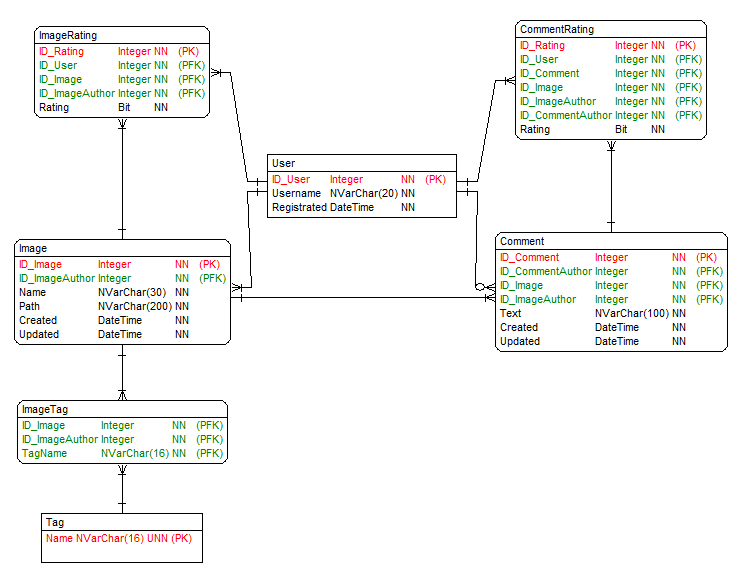 ImageRating
ID_Rating Integer NN (PK)
ID_User Integer NN (PFK)
ID_Image Integer NN (PFK)
ID_ImageAuthor Integer NN (PFK)
Rating Bit NN
CommentRating
ID_Rating Integer NN (PK)
ID_User Integer NN (PFK)
ID_Comment Integer NN (PFK)
ID_Image Integer NN (PFK)
ID_ImageAuthor Integer NN (PFK)
ID_CommentAuthor Integer NN (PFK)
Rating Bit NN
User
ID_User Integer NN (PK)
Username NVarChar(20) NN
Registrated DateTime NN
Image
ID_Image Integer NN (PK)
ID_ImageAuthor Integer NN (PFK)
Name NVarChar(30) NN
Path NVarChar(200) NN
Created DateTime NN
Updated DateTime NN
Comment
ID_Comment Integer NN (PK)
ID_CommentAuthor Integer NN (PFK)
ID_Image Integer NN (PFK)
ID_ImageAuthor Integer NN (PFK)
Text NVarChar(100) NN
Created DateTime NN
Updated DateTime NN
ImageTag
ID_Image Integer NN (PFK)
ID_ImageAuthor Integer NN (PFK)
TagName NVarChar(16) NN (PFK)
Tag
Name NVarChar(16) UNN (PK)